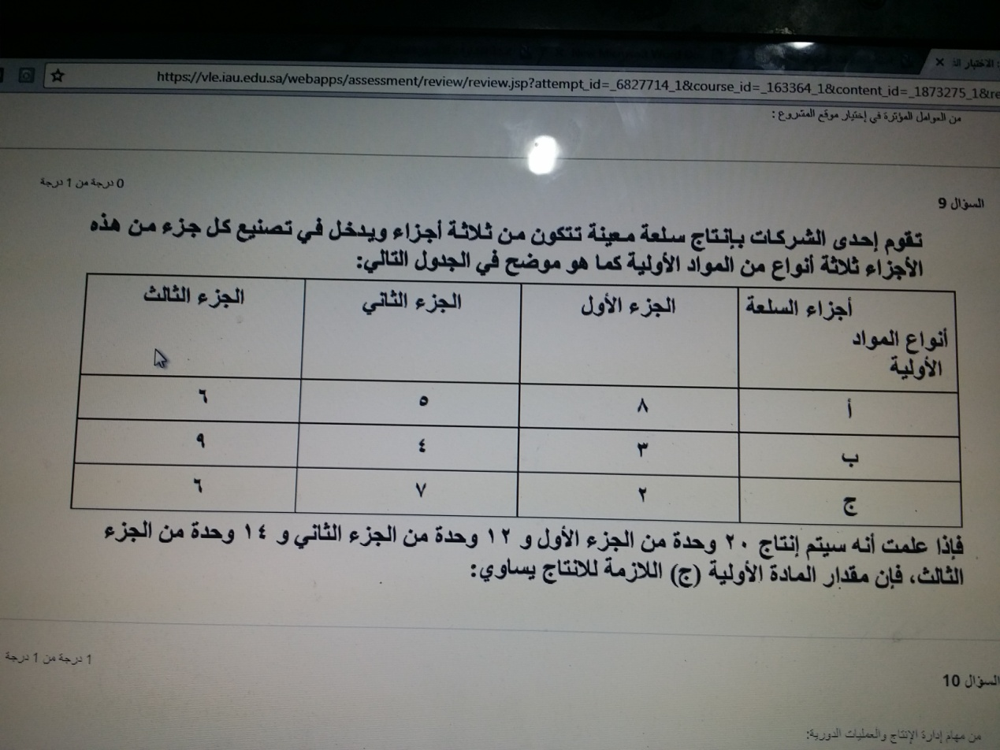 الاختبار الذ
https://vle.iau.edu.sa/webapps/assessment/review/review.jsp?attempt_id=_6827714_1&course_id=_163364_1&content_id=_1873275_1&re
من العوامل المؤثرة في إختيار موقع المشروع :
السؤال 9
0 درجة من 1 درجة
تقوم إحدى الشركات بإنتاج سلعة معينة تتكون من ثلاثة أجزاء ويدخل في تصنيع كل جزء من هذه
الأجزاء ثلاثة أنواع من المواد الأولية كما هو موضح في الجدول التالي:
أجزاء السلعة الجزء الأول الجزء الثاني الجزء الثالث
أنواع المواد
الأولية
أ ٨ ٥ ٦
ب ٣ ٤ ٩
ج ٢ ٧ ٦
فإذا علمت أنه سيتم إنتاج ٢٠ وحدة من الجزء الأول و ١٢ وحدة من الجزء الثاني و ١٤ وحدة من الجزء
الثالث، فإن مقدار المادة الأولية (ج) اللازمة للانتاج يساوي:
1 درجة من 1 درجة
السؤال 10
من مهام إدارة الإنتاج والعمليات الدورية: